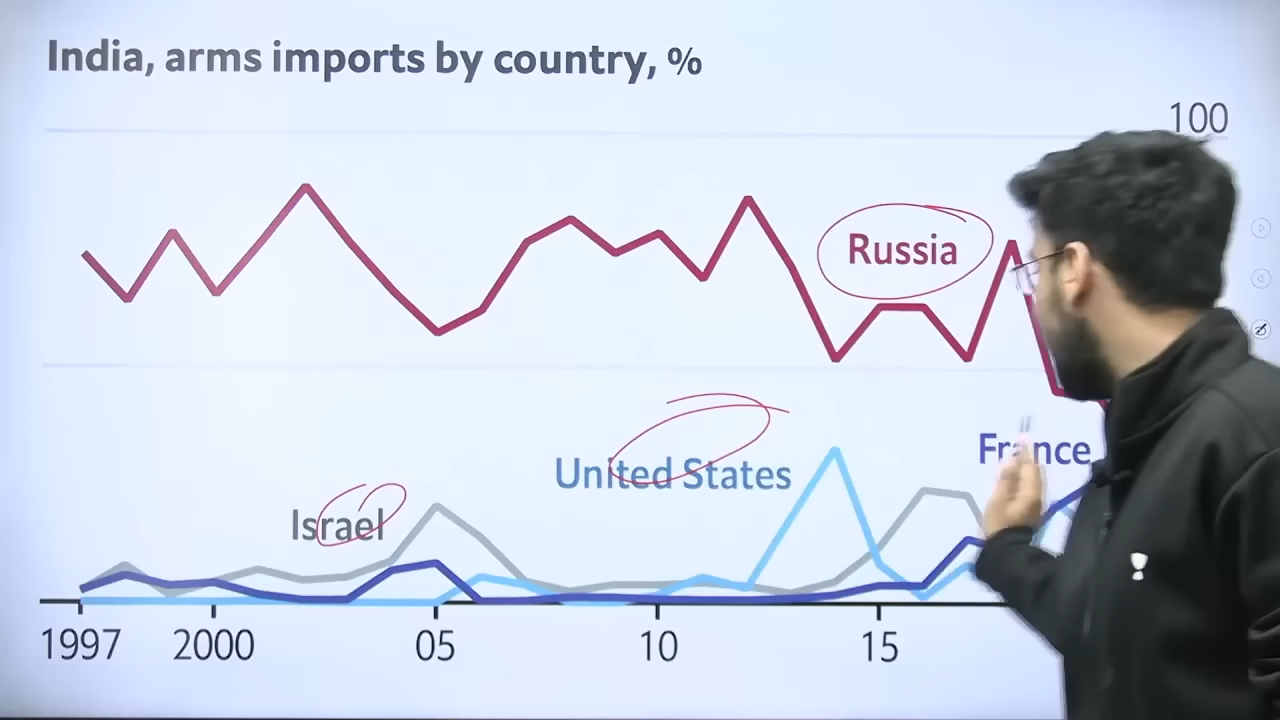 India, arms imports by country, %
100
Russia
France
United States
Israel
1997 2000 05 10 15